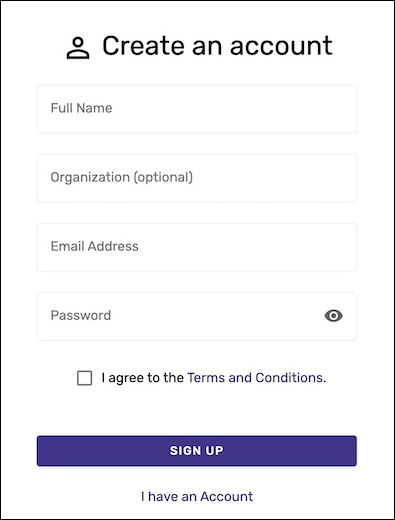 Create an account
Full Name
Organization (optional)
Email Address
Password
I agree to the Terms and Conditions.
SIGN UP
I have an Account